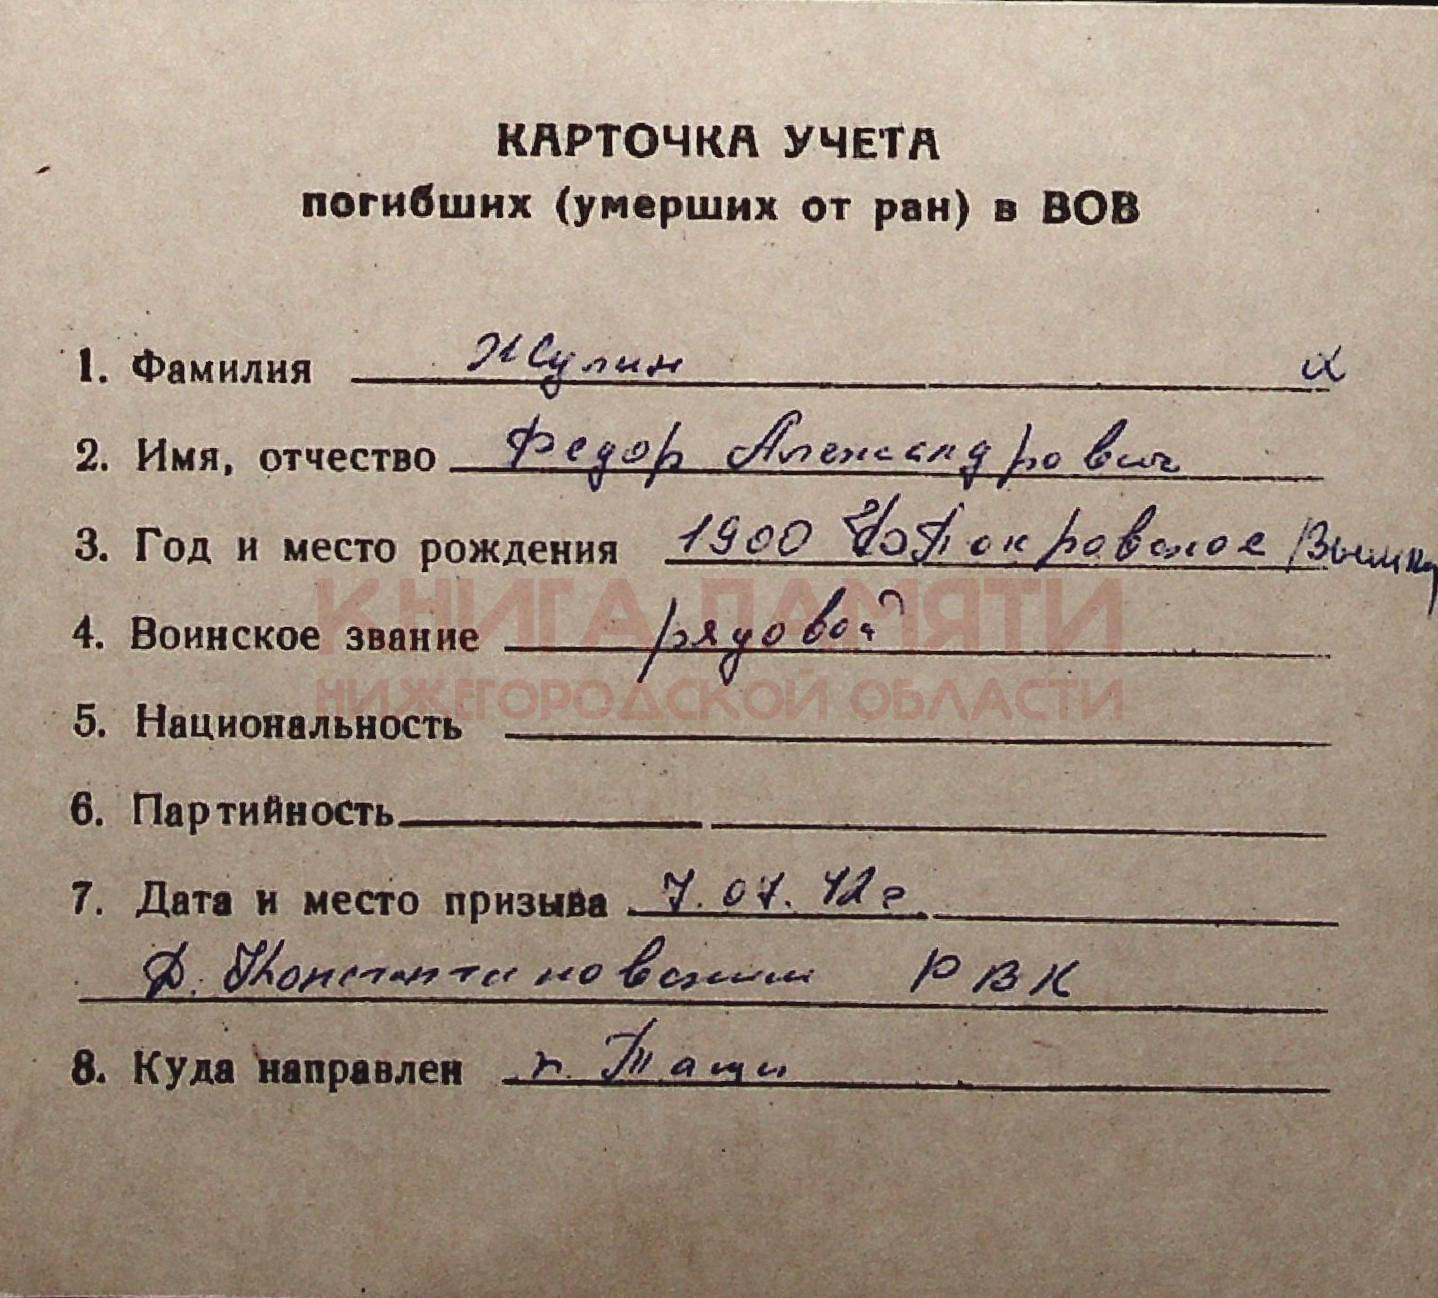 КАРТОЧКА УЧЕТА
погибших (умерших от ран) в ВОВ
1. Фамилия Жулин
2. Имя, отчество Федор Александрович
3. Год и место рождения 1900 Покровское
КНИГА ПАМЯТИ
4. Воинское звание рядовой
НИЖЕГОРОДСКОЙ ОБЛАСТИ
5. Национальность
6. Партийность
7. Дата и место призыва 7.07.42г.
Д. Константиновским РВК
8. Куда направлен